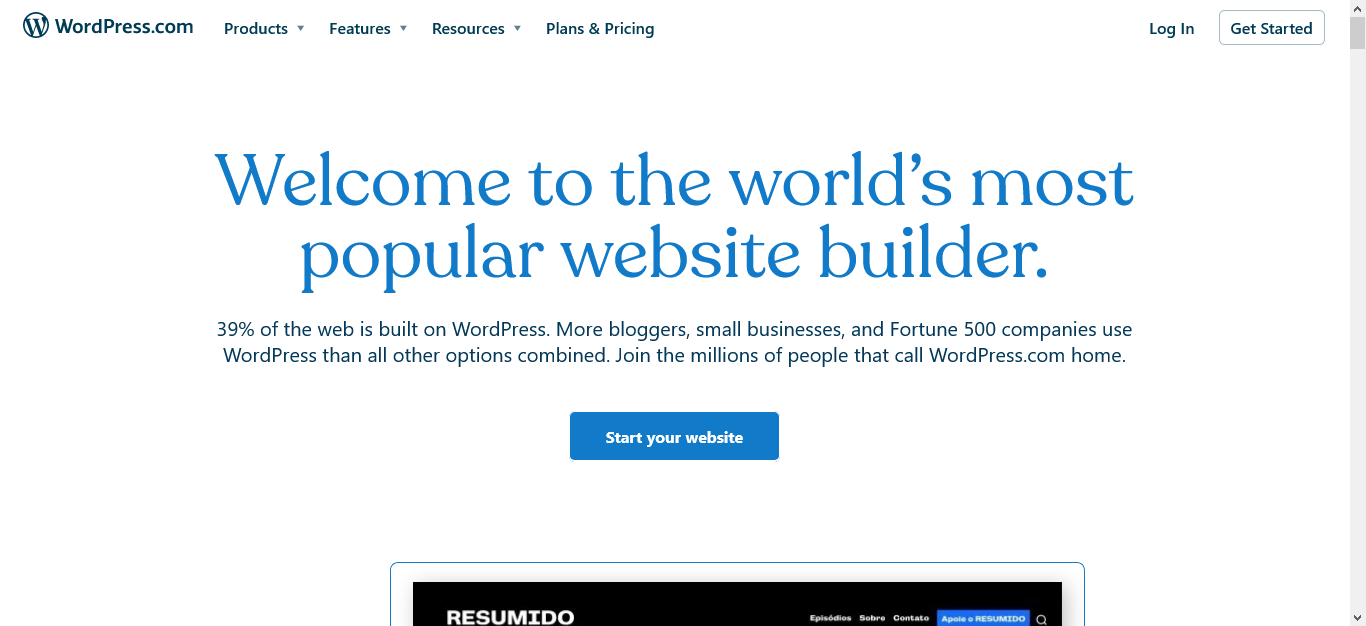 WordPress.com Products Features Resources Plans & Pricing Log In Get Started
Welcome to the world's most
popular website builder.
39% of the web is built on WordPress. More bloggers, small businesses, and Fortune 500 companies use
WordPress than all other options combined. Join the millions of people that call WordPress.com home.
Start your website
RESUMIDO Episódios Sobre Contato Apoie o RESUMIDO